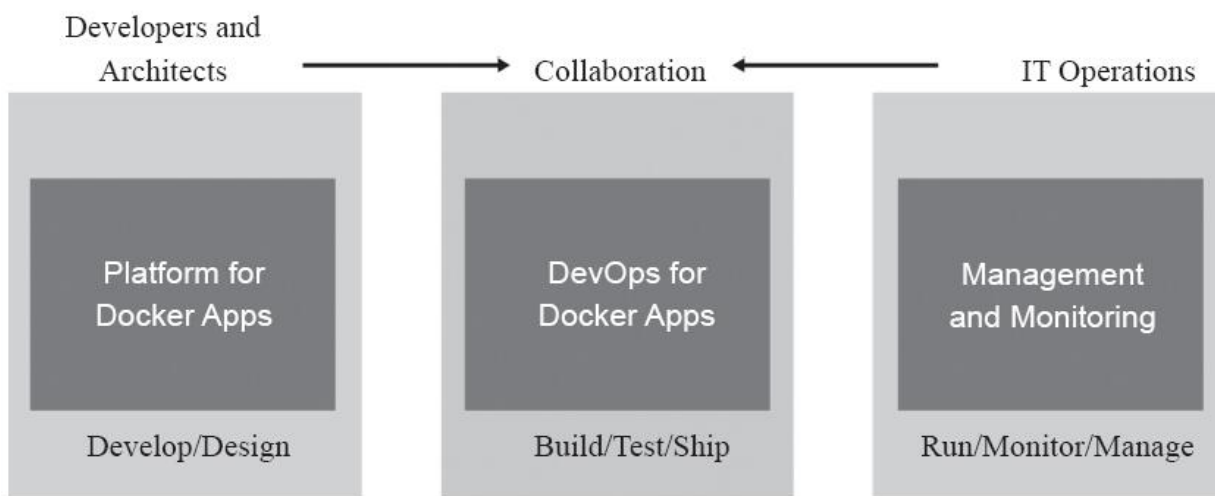 Developers and
Architects
Collaboration
IT Operations
Platform for
Docker Apps
DevOps for
Docker Apps
Management
and Monitoring
Develop/Design
Build/Test/Ship
Run/Monitor/Manage